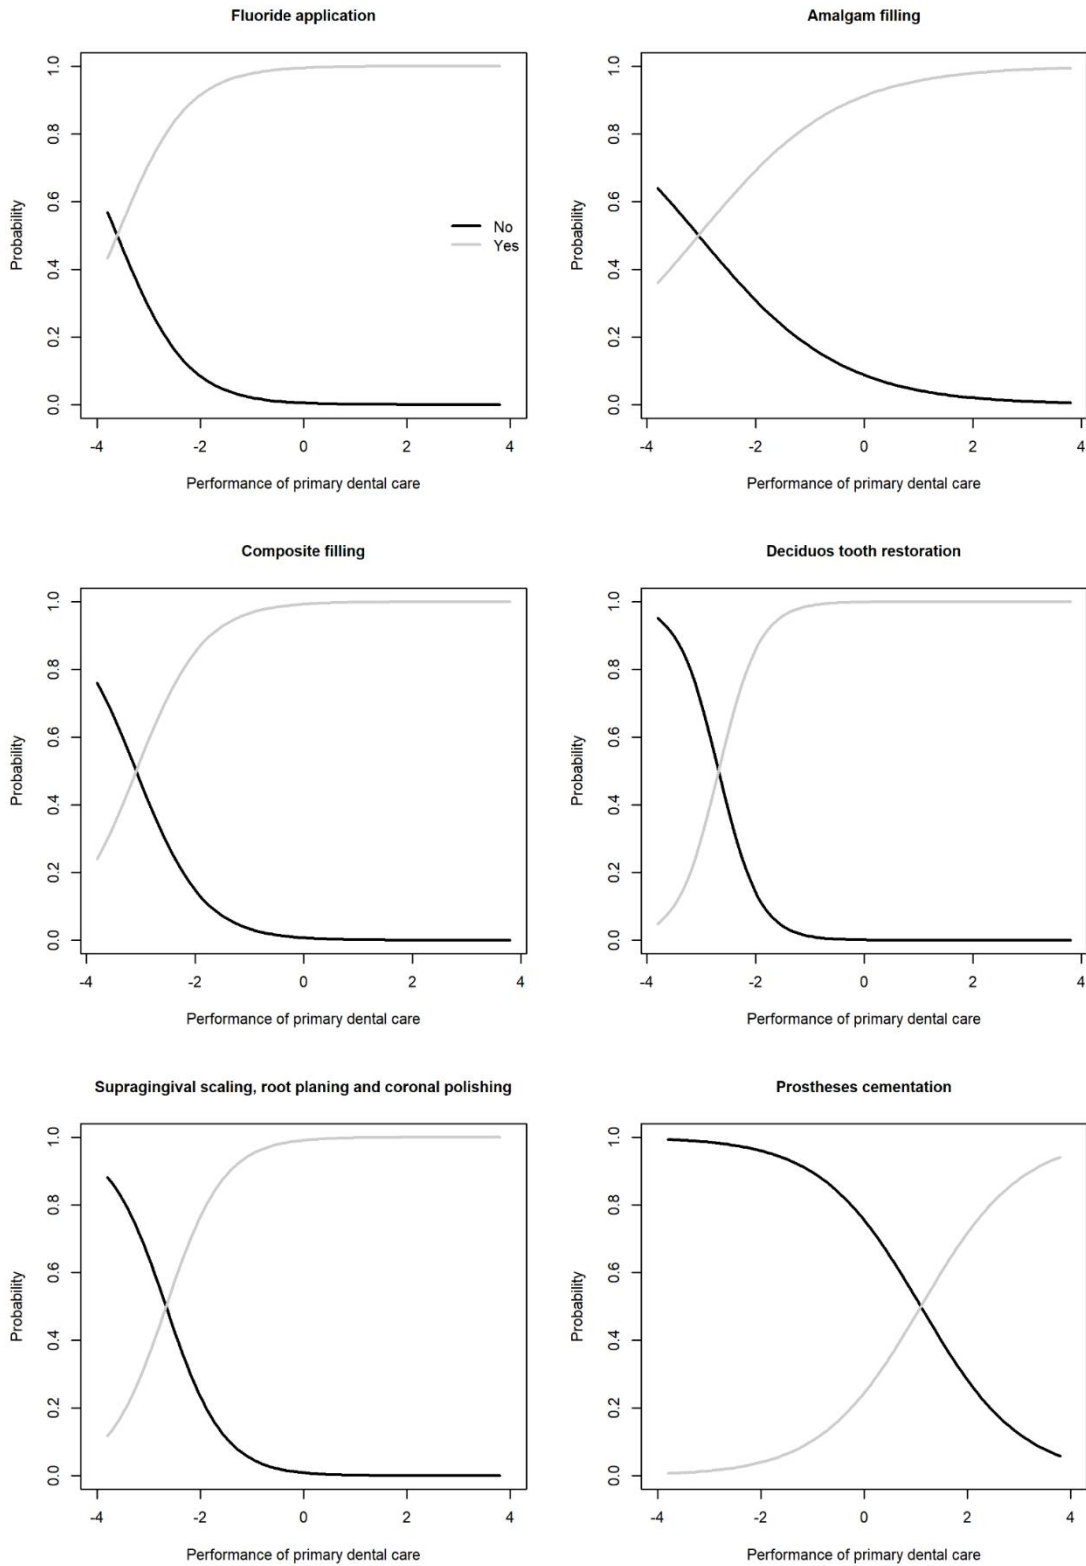 Fluoride application
Probability
1.0
0.8
0.6
0.4
0.2
0.0
No
Yes
-4 -2 0 2 4
Performance of primary dental care
Amalgam filling
Probability
1.0
0.8
0.6
0.4
0.2
0.0
-4 -2 0 2 4
Performance of primary dental care
Composite filling
Probability
1.0
0.8
0.6
0.4
0.2
0.0
-4 -2 0 2 4
Performance of primary dental care
Deciduos tooth restoration
Probability
1.0
0.8
0.6
0.4
0.2
0.0
-4 -2 0 2 4
Performance of primary dental care
Supragingival scaling, root planing and coronal polishing
Probability
1.0
0.8
0.6
0.4
0.2
0.0
-4 -2 0 2 4
Performance of primary dental care
Prostheses cementation
Probability
1.0
0.8
0.6
0.4
0.2
0.0
-4 -2 0 2 4
Performance of primary dental care